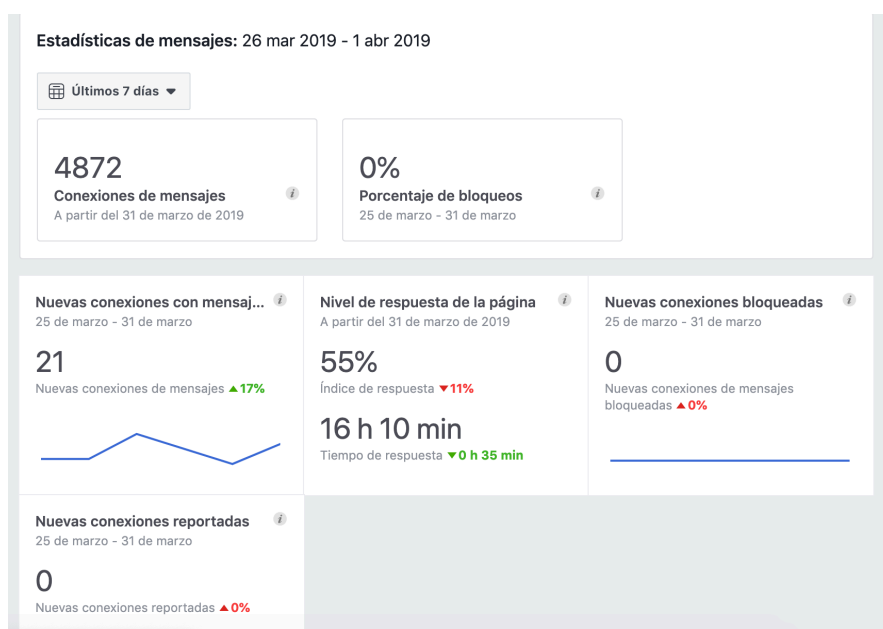 Estadísticas de mensajes: 26 mar 2019 - 1 abr 2019
Últimos 7 días
4872
Conexiones de mensajes
A partir del 31 de marzo de 2019
0%
Porcentaje de bloqueos
25 de marzo - 31 de marzo
Nuevas conexiones con mensaj...
25 de marzo - 31 de marzo
21
Nuevas conexiones de mensajes ▲17%
Nivel de respuesta de la página
A partir del 31 de marzo de 2019
55%
Índice de respuesta ▼11%
16 h 10 min
Tiempo de respuesta ▼0 h 35 min
Nuevas conexiones bloqueadas
25 de marzo - 31 de marzo
0
Nuevas conexiones de mensajes
bloqueadas ▲0%
Nuevas conexiones reportadas
25 de marzo - 31 de marzo
0
Nuevas conexiones reportadas ▲0%